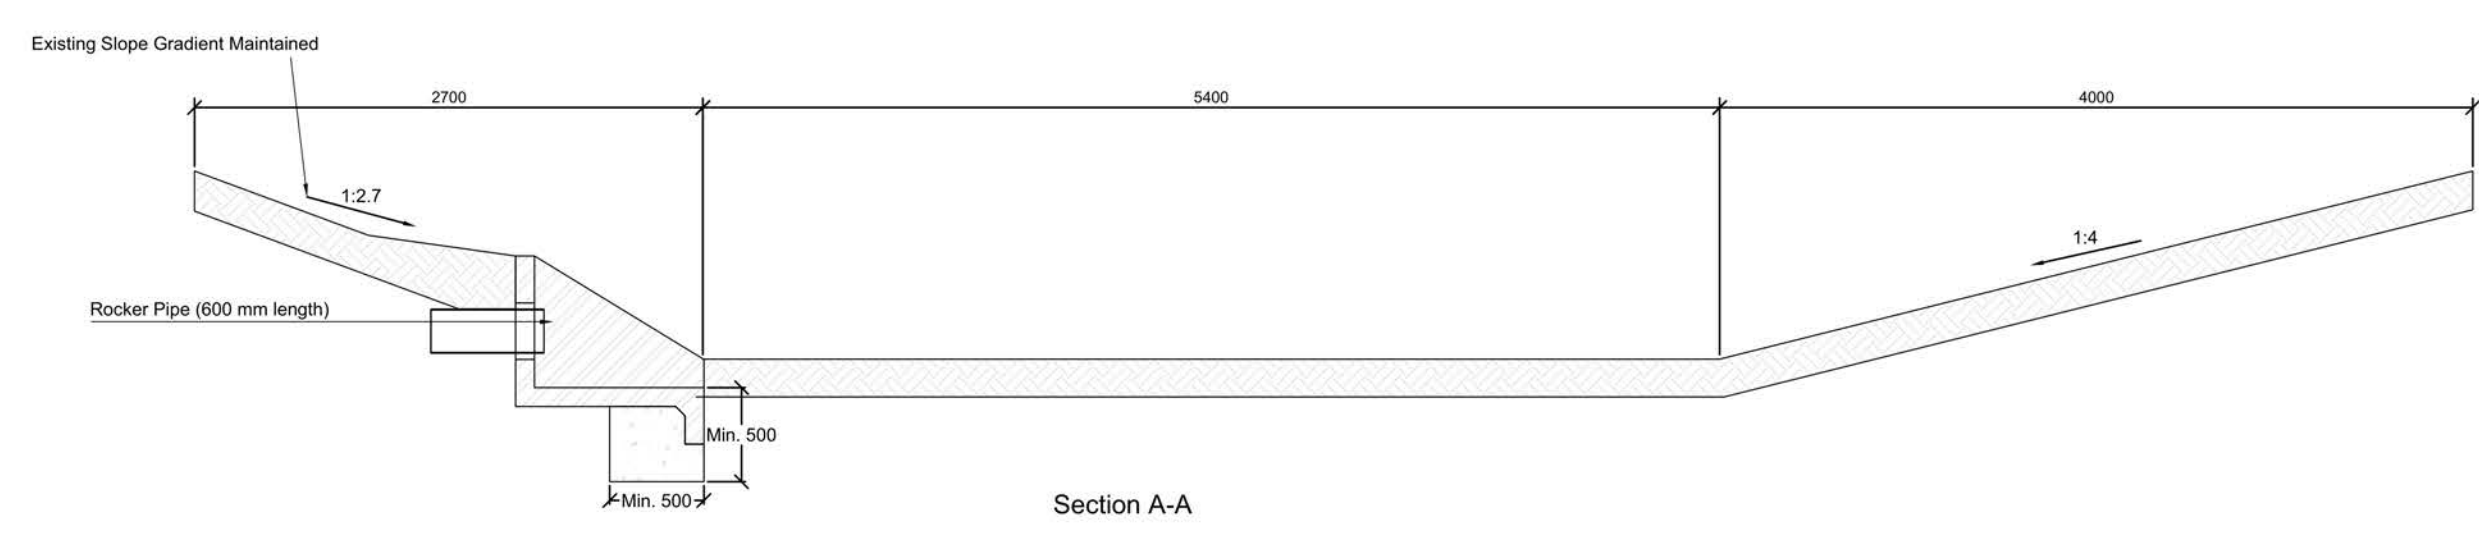 Existing Slope Gradient Maintained
2700
5400
4000
1:2.7
1:4
Rocker Pipe (600 mm length)
Min. 500
Min. 500
Section A-A